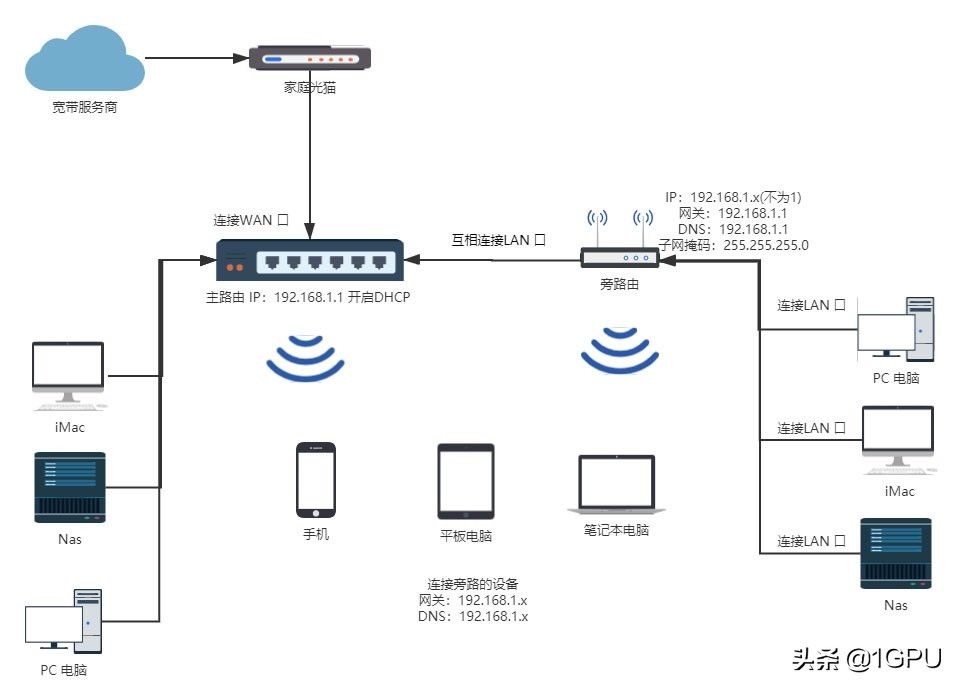 宽带服务商
家庭光猫
连接WAN 口
主路由 IP：192.168.1.1 开启DHCP
互相连接LAN 口
IP：192.168.1.x(不为1)
网关：192.168.1.1
DNS：192.168.1.1
子网掩码：255.255.255.0
旁路由
iMac
Nas
PC 电脑
手机
平板电脑
笔记本电脑
连接旁路的设备
网关：192.168.1.x
DNS：192.168.1.x
连接LAN 口
PC 电脑
连接LAN 口
iMac
连接LAN 口
Nas
头条 @1GPU